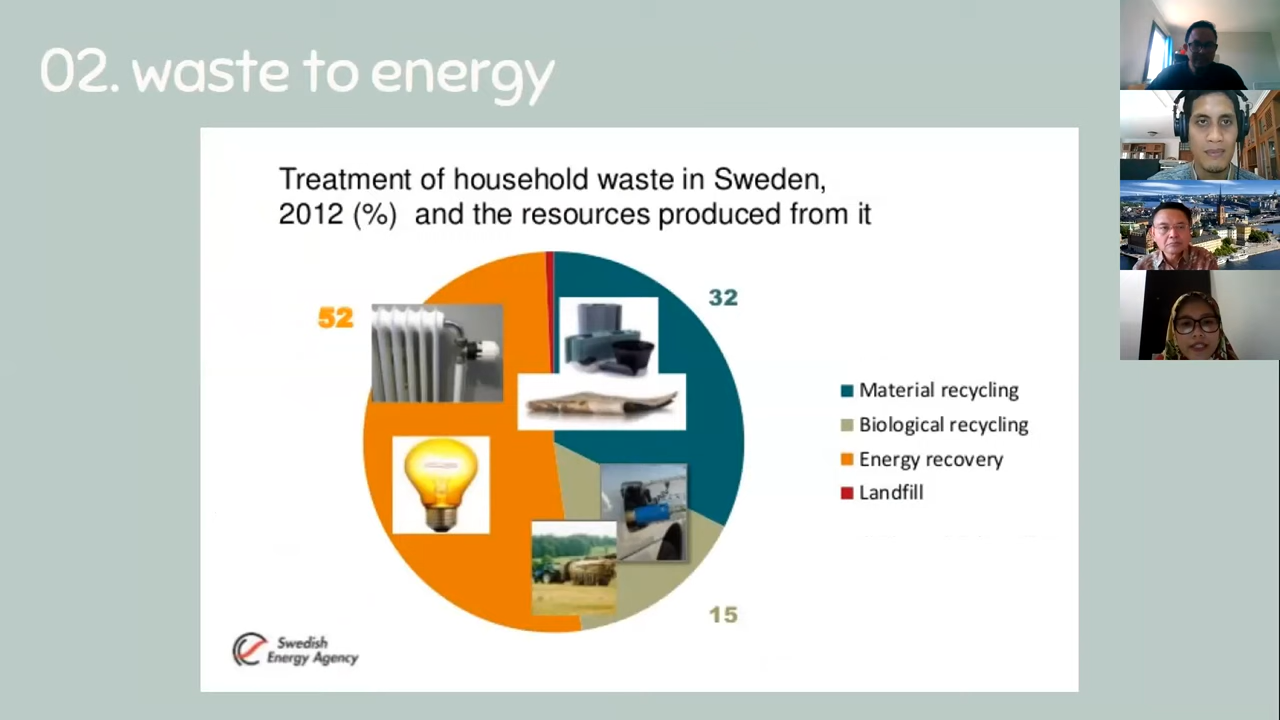 02. waste to energy
Treatment of household waste in Sweden,
2012 (%) and the resources produced from it
52
32
15
Material recycling
Biological recycling
Energy recovery
Landfill
Swedish
Energy Agency